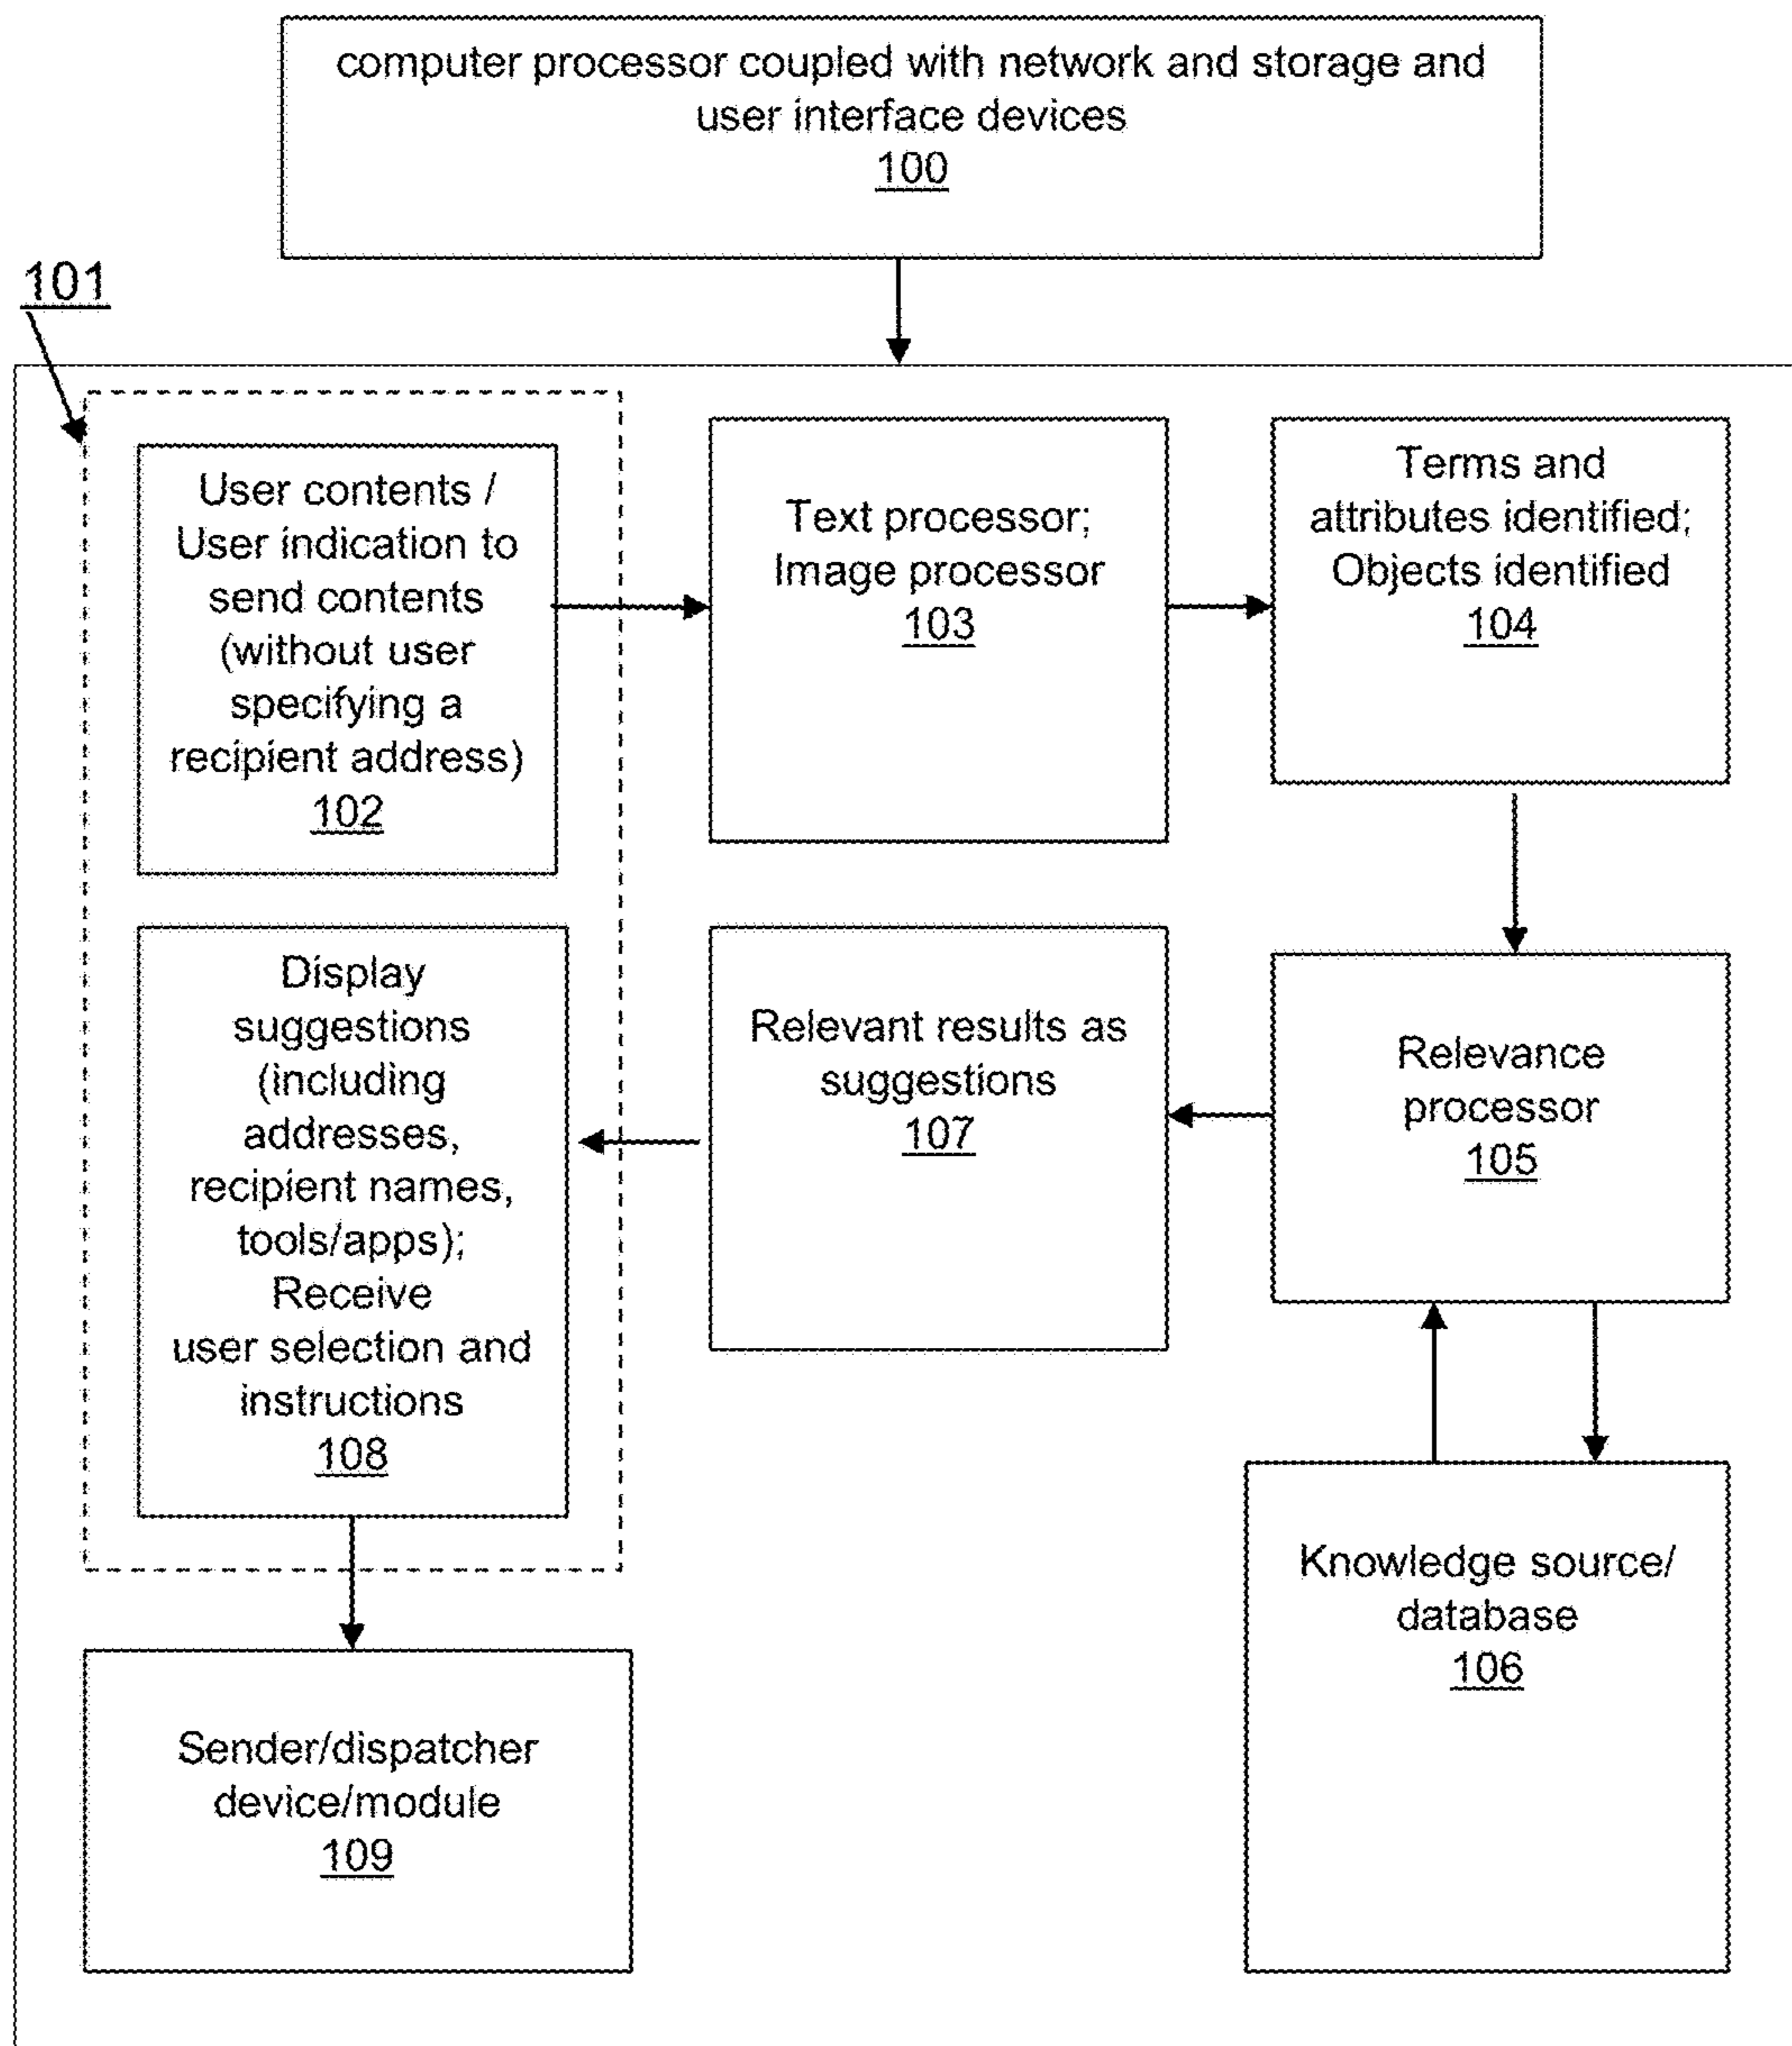 computer processor coupled with network and storage and
user interface devices
100
101
User contents /
User indication to
send contents
(without user
specifying a
recipient address)
102
Text processor;
Image processor
103
Terms and
attributes identified;
Objects identified
104
Display
suggestions
(including
addresses,
recipient names,
tools/apps);
Receive
user selection and
instructions
108
Relevant results as
suggestions
107
Relevance
processor
105
Knowledge source/
database
106
Sender/dispatcher
device/module
109